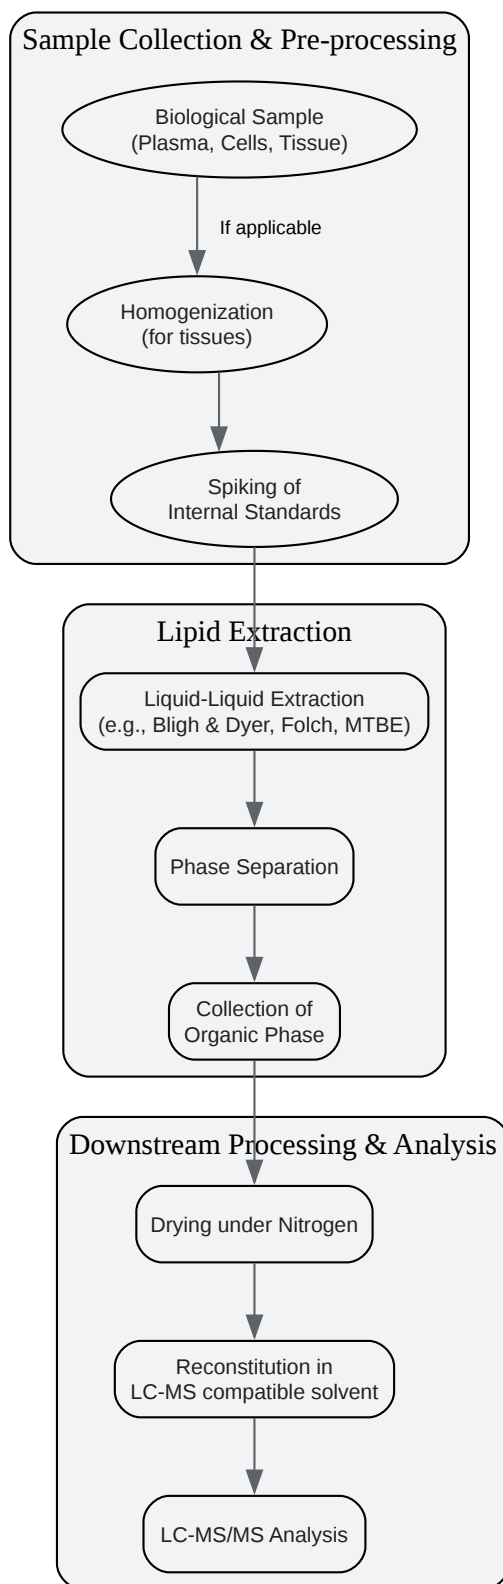 Sample Collection & Pre-processing
Biological Sample
(Plasma, Cells, Tissue)
If applicable
Homogenization
(for tissues)
Spiking of
Internal Standards
Lipid Extraction
Liquid-Liquid Extraction
(e.g., Bligh & Dyer, Folch, MTBE)
Phase Separation
Collection of
Organic Phase
Downstream Processing & Analysis
Drying under Nitrogen
Reconstitution in
LC-MS compatible solvent
LC-MS/MS Analysis